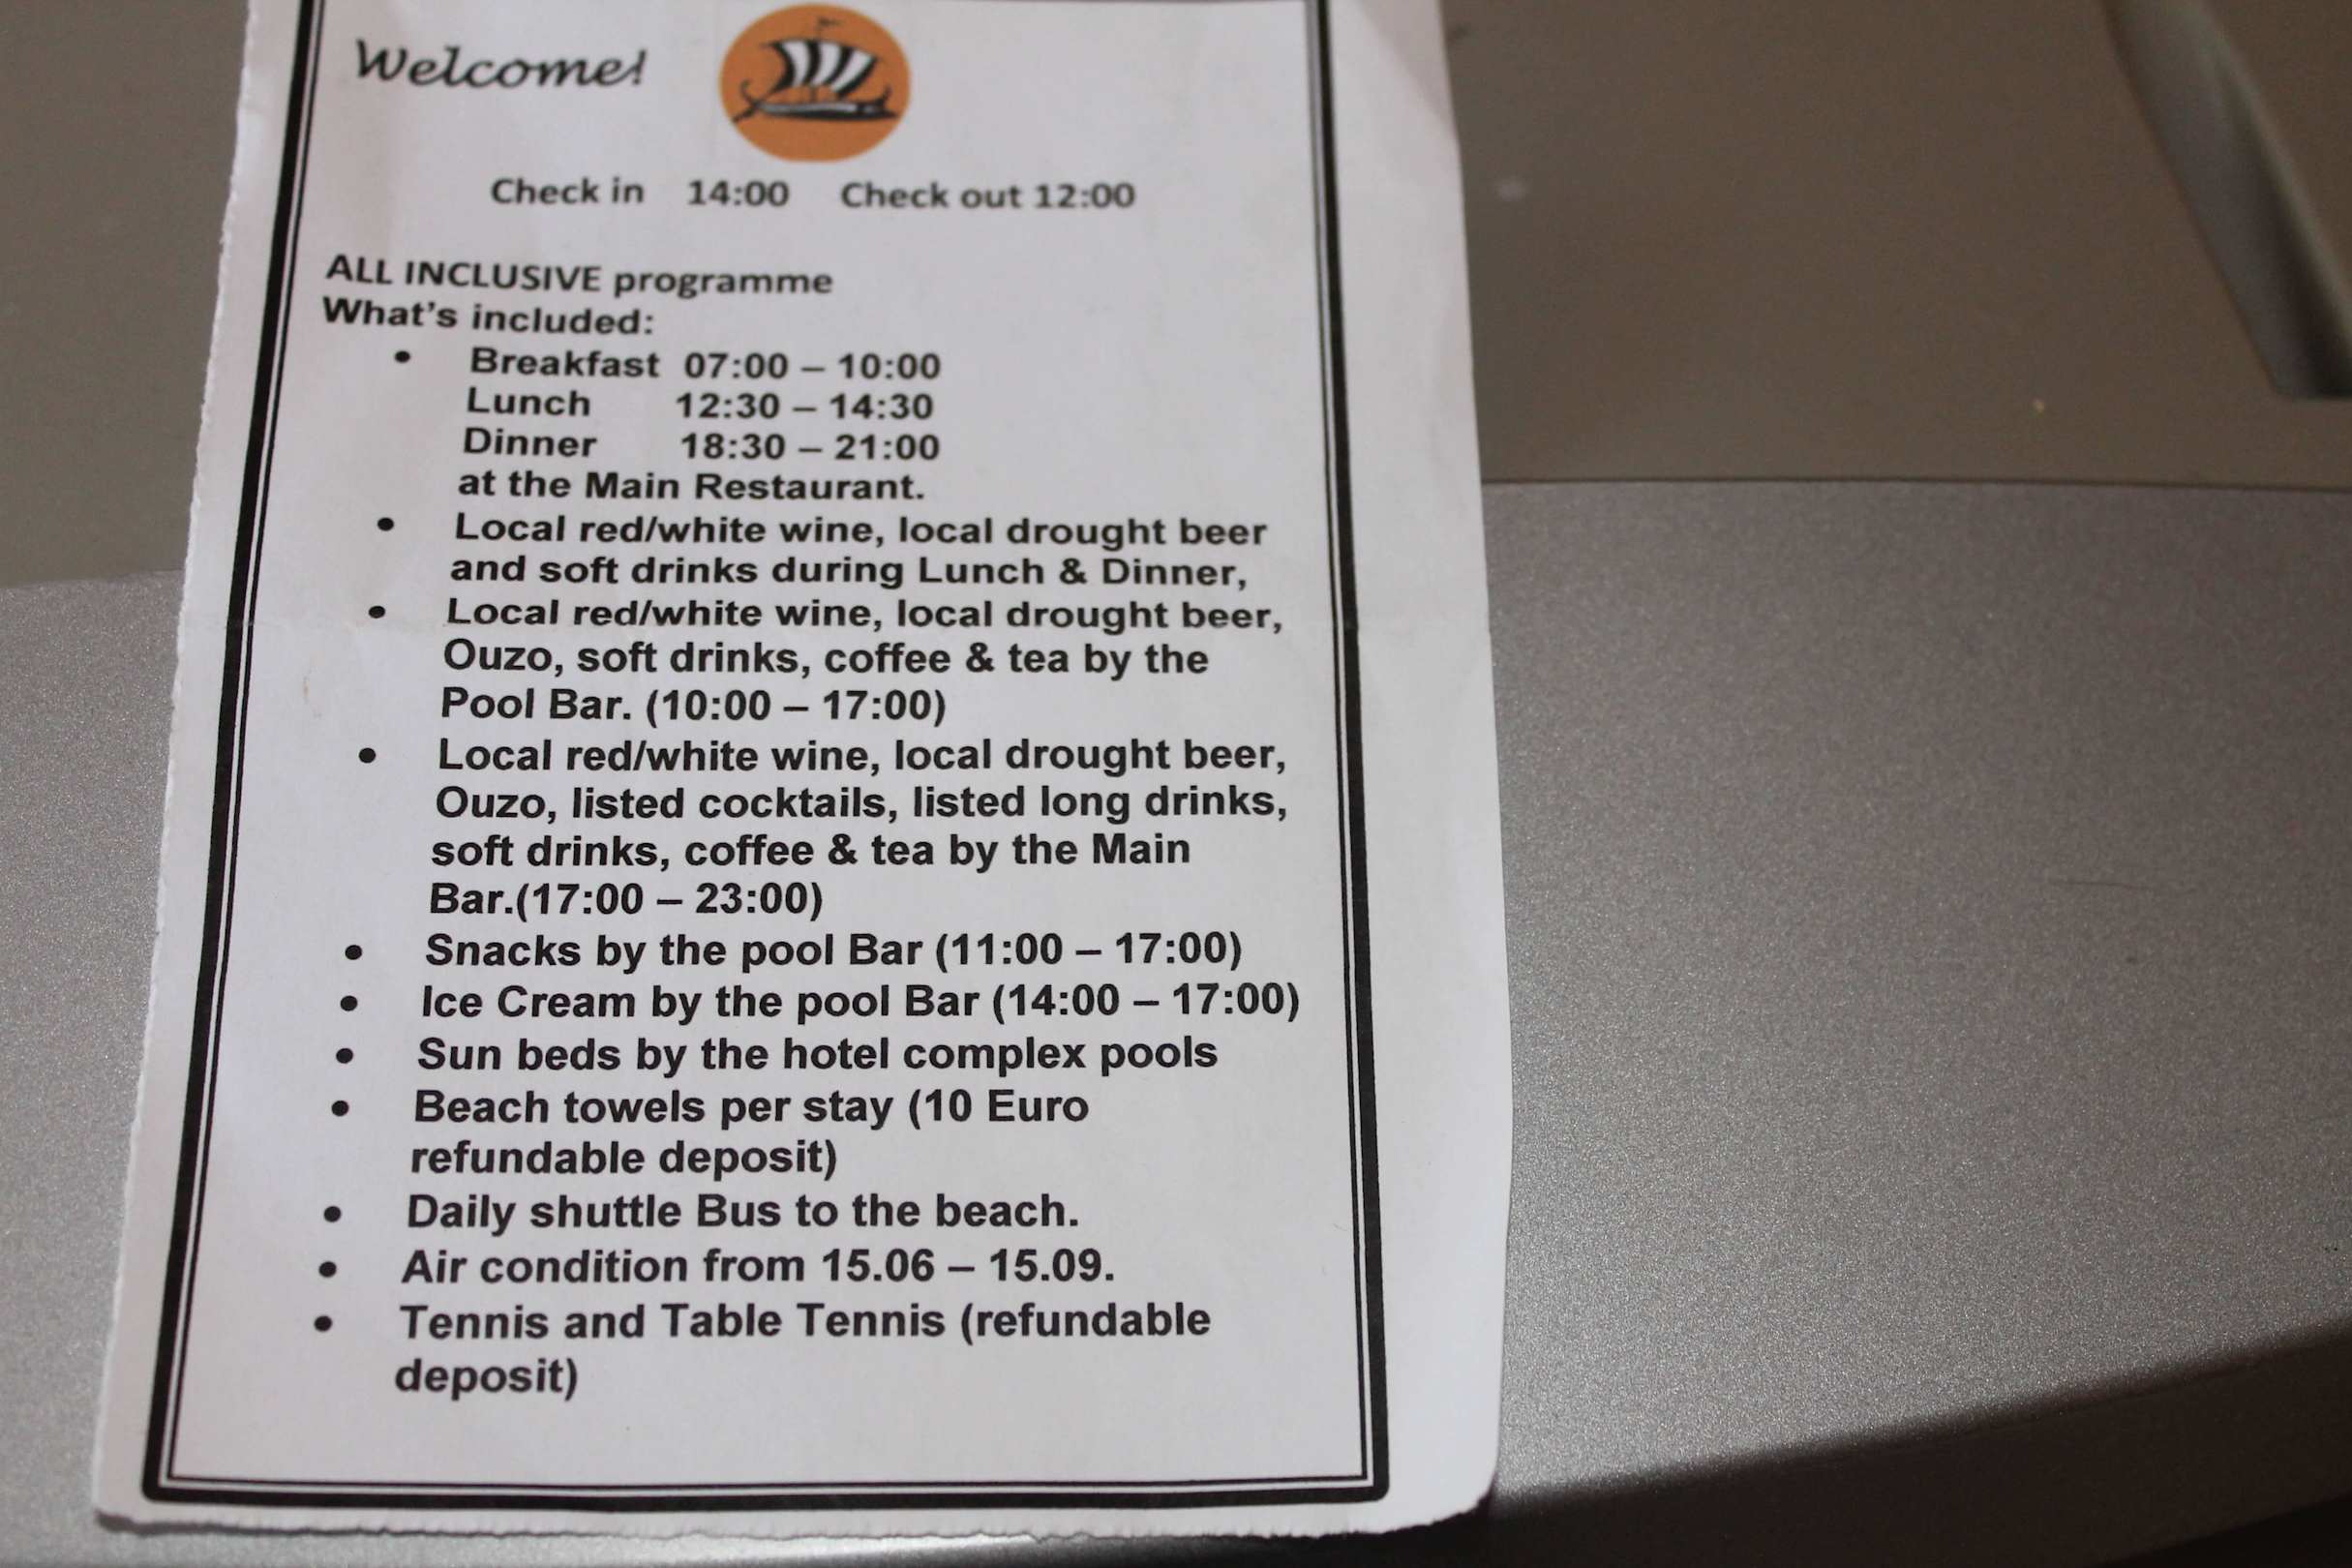 Welcome!
Check in 14:00 Check out 12:00
ALL INCLUSIVE programme
What's included:
• Breakfast 07:00 – 10:00
Lunch 12:30 – 14:30
Dinner 18:30 – 21:00
at the Main Restaurant.
• Local red/white wine, local drought beer
and soft drinks during Lunch & Dinner,
• Local red/white wine, local drought beer,
Ouzo, soft drinks, coffee & tea by the
Pool Bar. (10:00 – 17:00)
• Local red/white wine, local drought beer,
Ouzo, listed cocktails, listed long drinks,
soft drinks, coffee & tea by the Main
Bar.(17:00 – 23:00)
• Snacks by the pool Bar (11:00 – 17:00)
• Ice Cream by the pool Bar (14:00 – 17:00)
• Sun beds by the hotel complex pools
• Beach towels per stay (10 Euro
refundable deposit)
• Daily shuttle Bus to the beach.
• Air condition from 15.06 – 15.09.
• Tennis and Table Tennis (refundable
deposit)